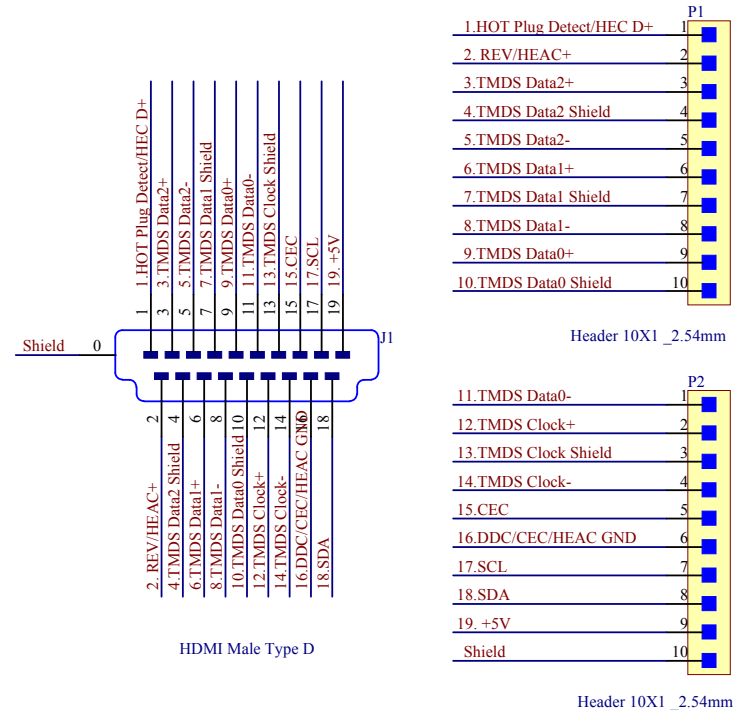 P1
1.HOT Plug Detect/HEC D+ 1
2. REV/HEAC+ 2
3.TMDS Data2+ 3
4.TMDS Data2 Shield 4
5.TMDS Data2- 5
6.TMDS Data1+ 6
7.TMDS Data1 Shield 7
8.TMDS Data1- 8
9.TMDS Data0+ 9
10.TMDS Data0 Shield 10
Header 10X1 _2.54mm
1.HOT Plug Detect/HEC D+ 1
3.TMDS Data2+ 3
5.TMDS Data2- 5
7.TMDS Data1 Shield 7
9.TMDS Data0+ 9
11.TMDS Data0- 11
13.TMDS Clock Shield 13
15.CEC 15
17.SCL 17
19. +5V 19
Shield 0
J1
2. REV/HEAC+ 2
4.TMDS Data2 Shield 4
6.TMDS Data1+ 6
8.TMDS Data1- 8
10.TMDS Data0 Shield 10
12.TMDS Clock+ 12
14.TMDS Clock- 14
16.DDC/CEC/HEAC GND 16
18.SDA 18
HDMI Male Type D
P2
11.TMDS Data0- 1
12.TMDS Clock+ 2
13.TMDS Clock Shield 3
14.TMDS Clock- 4
15.CEC 5
16.DDC/CEC/HEAC GND 6
17.SCL 7
18.SDA 8
19. +5V 9
Shield 10
Header 10X1 _2.54mm